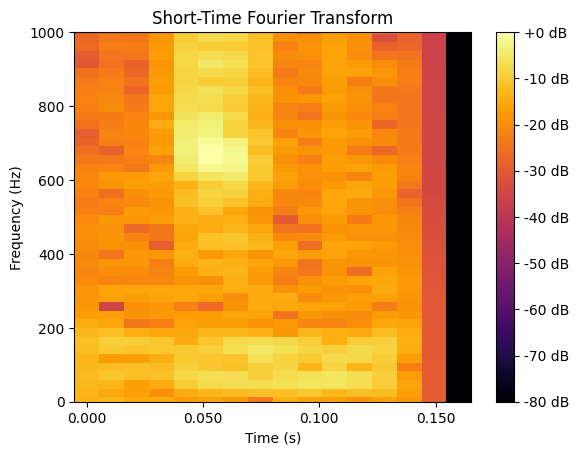 Short-Time Fourier Transform
1000
800
600
400
200
0
Frequency (Hz)
0.000
0.050
0.100
0.150
Time (s)
+0 dB
-10 dB
-20 dB
-30 dB
-40 dB
-50 dB
-60 dB
-70 dB
-80 dB